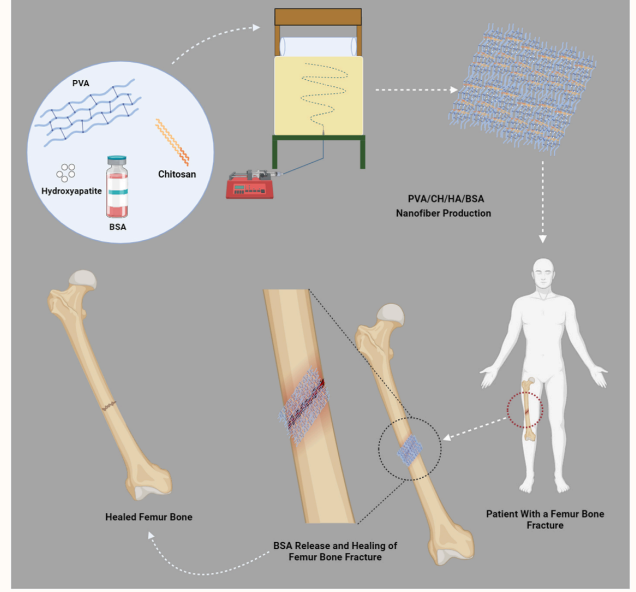 PVA
Chitosan
Hydroxyapatite
BSA
PVA/CH/HA/BSA
Nanofiber Production
Patient With a Femur Bone
Fracture
BSA Release and Healing of
Femur Bone Fracture
Healed Femur Bone